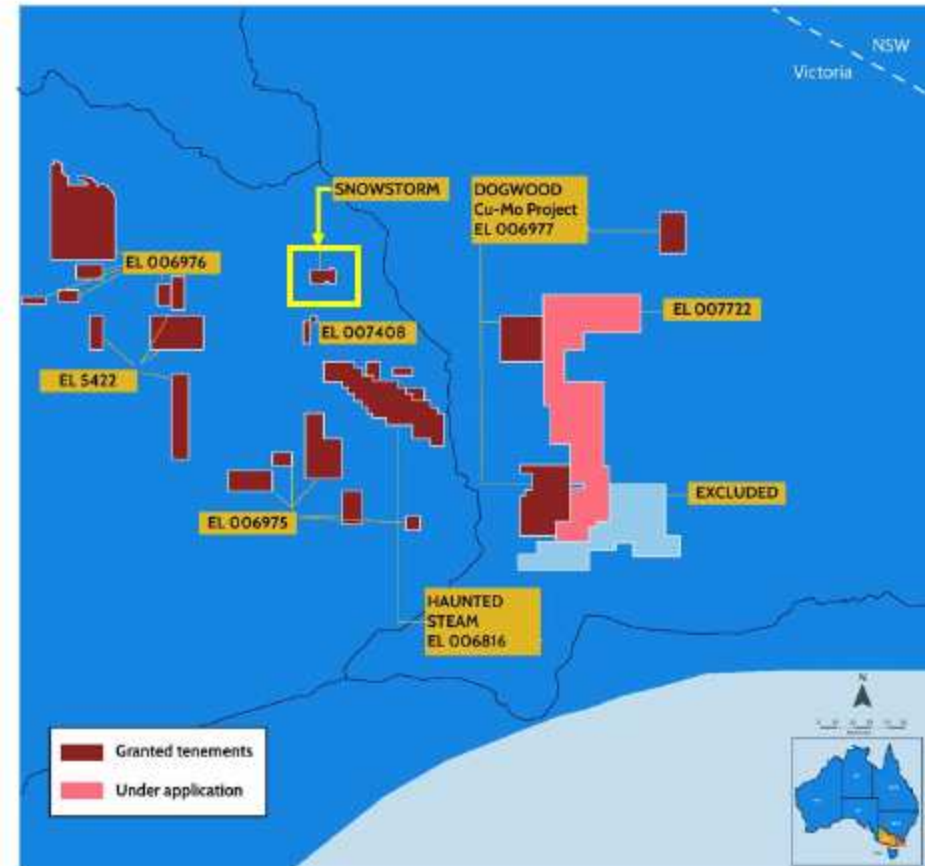 NSW
Victoria
SNOWSTORM
DOGWOOD
Cu-Mo Project
EL 006977
EL 006976
EL 007722
EL 007408
EL 5422
EXCLUDED
EL 006975
HAUNTED
STEAM
EL 006816
N
Granted tenements
Under application